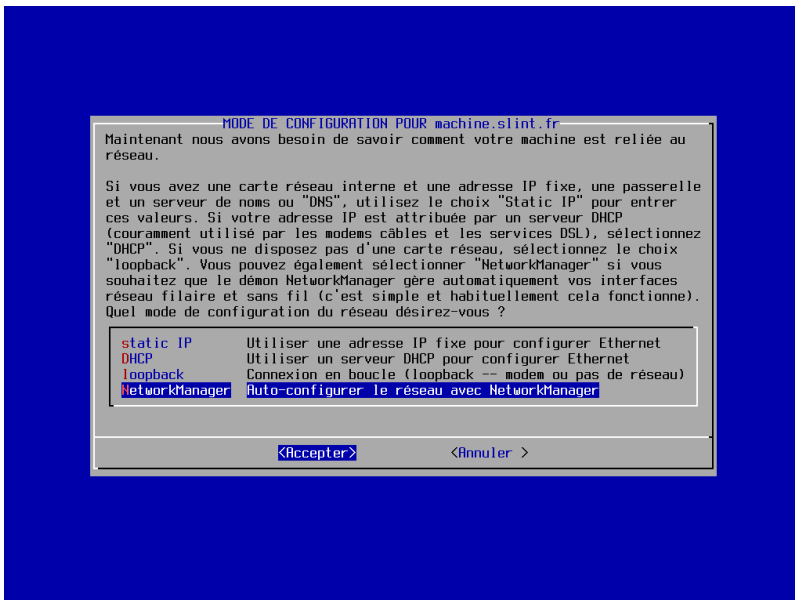 MODE DE CONFIGURATION POUR machine.slint.fr
Maintenant nous avons besoin de savoir comment votre machine est reliée au
réseau.
Si vous avez une carte réseau interne et une adresse IP fixe, une passerelle
et un serveur de noms ou "DNS", utilisez le choix "Static IP" pour entrer
ces valeurs. Si votre adresse IP est attribuée par un serveur DHCP
(couramment utilisé par les modems câbles et les services DSL), sélectionnez
"DHCP". Si vous ne disposez pas d'une carte réseau, sélectionnez le choix
"loopback". Vous pouvez également sélectionner "NetworkManager" si vous
souhaitez que le démon NetworkManager gère automatiquement vos interfaces
réseau filaire et sans fil (c'est simple et habituellement cela fonctionne).
Quel mode de configuration du réseau désirez-vous ?
static IP Utiliser une adresse IP fixe pour configurer Ethernet
DHCP Utiliser un serveur DHCP pour configurer Ethernet
loopback Connexion en boucle (loopback -- modem ou pas de réseau)
NetworkManager Auto-configurer le réseau avec NetworkManager
<Accepter> <Annuler >